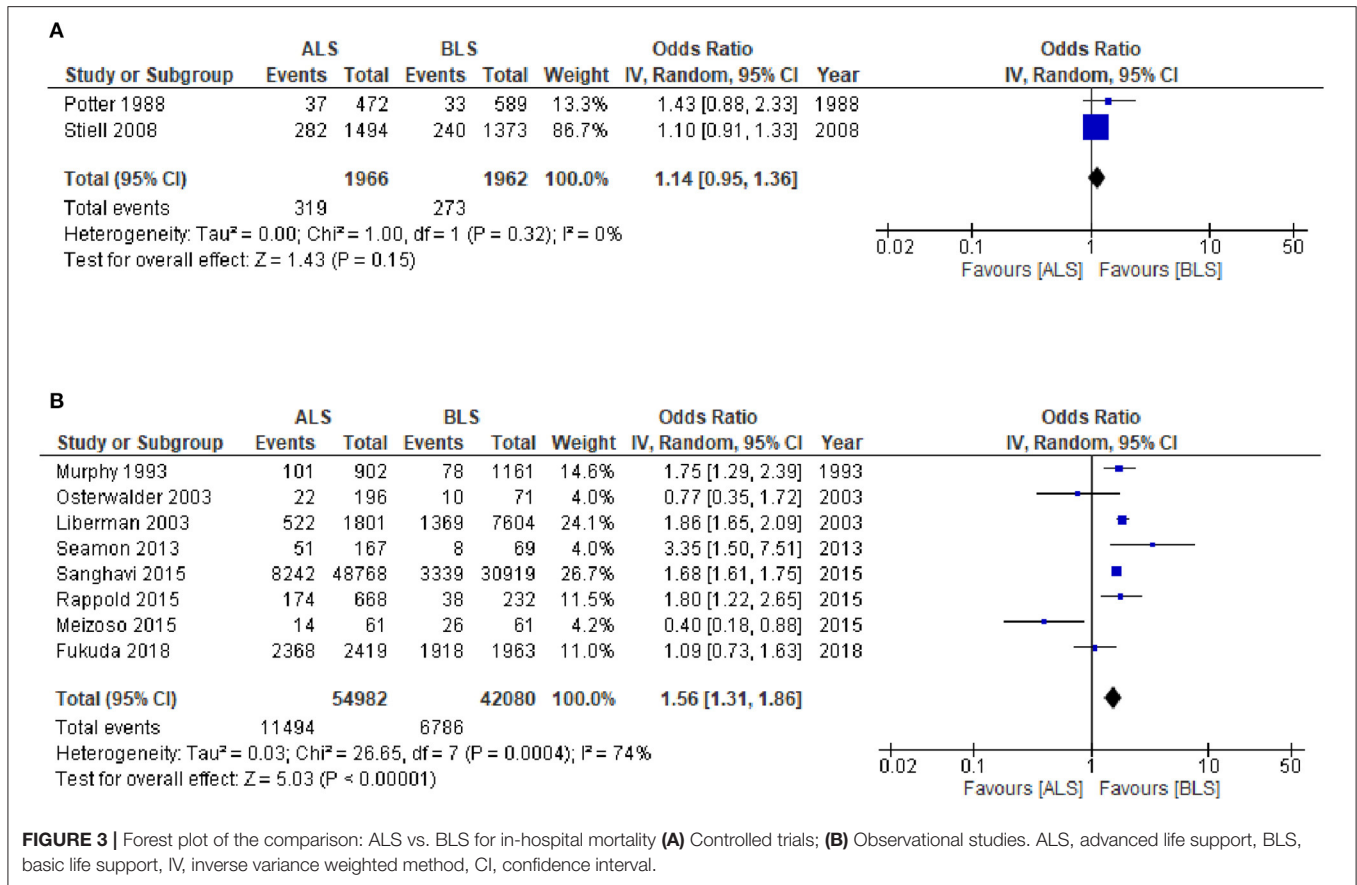 A
ALS BLS Odds Ratio Odds Ratio
Study or Subgroup Events Total Events Total Weight IV, Random, 95% CI Year IV, Random, 95% CI
Potter 1988 37 472 33 589 13.3% 1.43 [0.88, 2.33] 1988
Stiell 2008 282 1494 240 1373 86.7% 1.10 [0.91, 1.33] 2008
Total (95% CI) 1966 1962 100.0% 1.14 [0.95, 1.36]
Total events 319 273
Heterogeneity: Tau² = 0.00; Chi² = 1.00, df = 1 (P = 0.32); I² = 0%
Test for overall effect: Z = 1.43 (P = 0.15)
0.02 0.1 1 10 50
Favours [ALS] Favours [BLS]
B
ALS BLS Odds Ratio Odds Ratio
Study or Subgroup Events Total Events Total Weight IV, Random, 95% CI Year IV, Random, 95% CI
Murphy 1993 101 902 78 1161 14.6% 1.75 [1.29, 2.39] 1993
Osterwalder 2003 22 196 10 71 4.0% 0.77 [0.35, 1.72] 2003
Liberman 2003 522 1801 1369 7604 24.1% 1.86 [1.65, 2.09] 2003
Seamon 2013 51 167 8 69 4.0% 3.35 [1.50, 7.51] 2013
Sanghavi 2015 8242 48768 3339 30919 26.7% 1.68 [1.61, 1.75] 2015
Rappold 2015 174 668 38 232 11.5% 1.80 [1.22, 2.65] 2015
Meizoso 2015 14 61 26 61 4.2% 0.40 [0.18, 0.88] 2015
Fukuda 2018 2368 2419 1918 1963 11.0% 1.09 [0.73, 1.63] 2018
Total (95% CI) 54982 42080 100.0% 1.56 [1.31, 1.86]
Total events 11494 6786
Heterogeneity: Tau² = 0.03; Chi² = 26.65, df = 7 (P = 0.0004); I² = 74%
Test for overall effect: Z = 5.03 (P < 0.00001)
0.02 0.1 1 10 50
Favours [ALS] Favours [BLS]
FIGURE 3 | Forest plot of the comparison: ALS vs. BLS for in-hospital mortality (A) Controlled trials; (B) Observational studies. ALS, advanced life support, BLS,
basic life support, IV, inverse variance weighted method, CI, confidence interval.